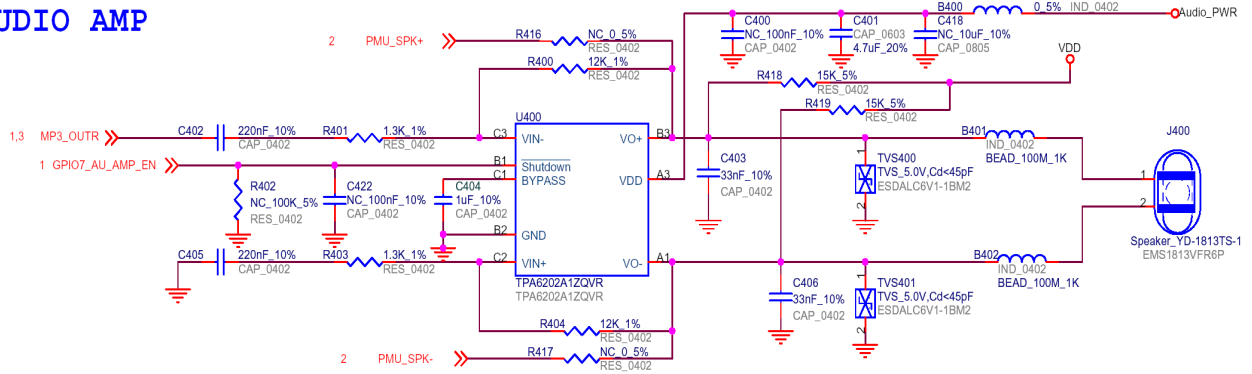 UDIO AMP
2 PMU_SPK+
R416 NC_0_5%
RES_0402
R400 12K_1%
RES_0402
1,3 MP3_OUTR
C402 220nF_10%
CAP_0402
R401 1.3K_1%
RES_0402
1 GPIO7_AU_AMP_EN
R402
NC_100K_5%
RES_0402
C422
NC_100nF_10%
CAP_0402
C404
1uF_10%
CAP_0402
C405 220nF_10%
CAP_0402
R403 1.3K_1%
RES_0402
U400
C3 VIN-
B1 Shutdown
C1 BYPASS
B2 GND
C2 VIN+
VO+ B3
VDD A3
VO- A1
TPA6202A1ZQVR
TPA6202A1ZQVR
R404 12K_1%
RES_0402
2 PMU_SPK-
R417 NC_0_5%
RES_0402
C400
NC_100nF_10%
CAP_0402
C401
CAP_0603
4.7uF_20%
C418
NC_10uF_10%
CAP_0805
B400 0_5% IND_0402
Audio_PWR
VDD
R418 15K_5%
RES_0402
R419 15K_5%
RES_0402
C403
33nF_10%
CAP_0402
1
TVS400
TVS_5.0V,Cd<45pF
ESDALC6V1-1BM2
2
B401
IND_0402
BEAD_100M_1K
J400
1
2
Speaker_YD-1813TS-1
EMS1813VFR6P
C406
33nF_10%
CAP_0402
1
TVS401
TVS_5.0V,Cd<45pF
ESDALC6V1-1BM2
2
B402
IND_0402
BEAD_100M_1K